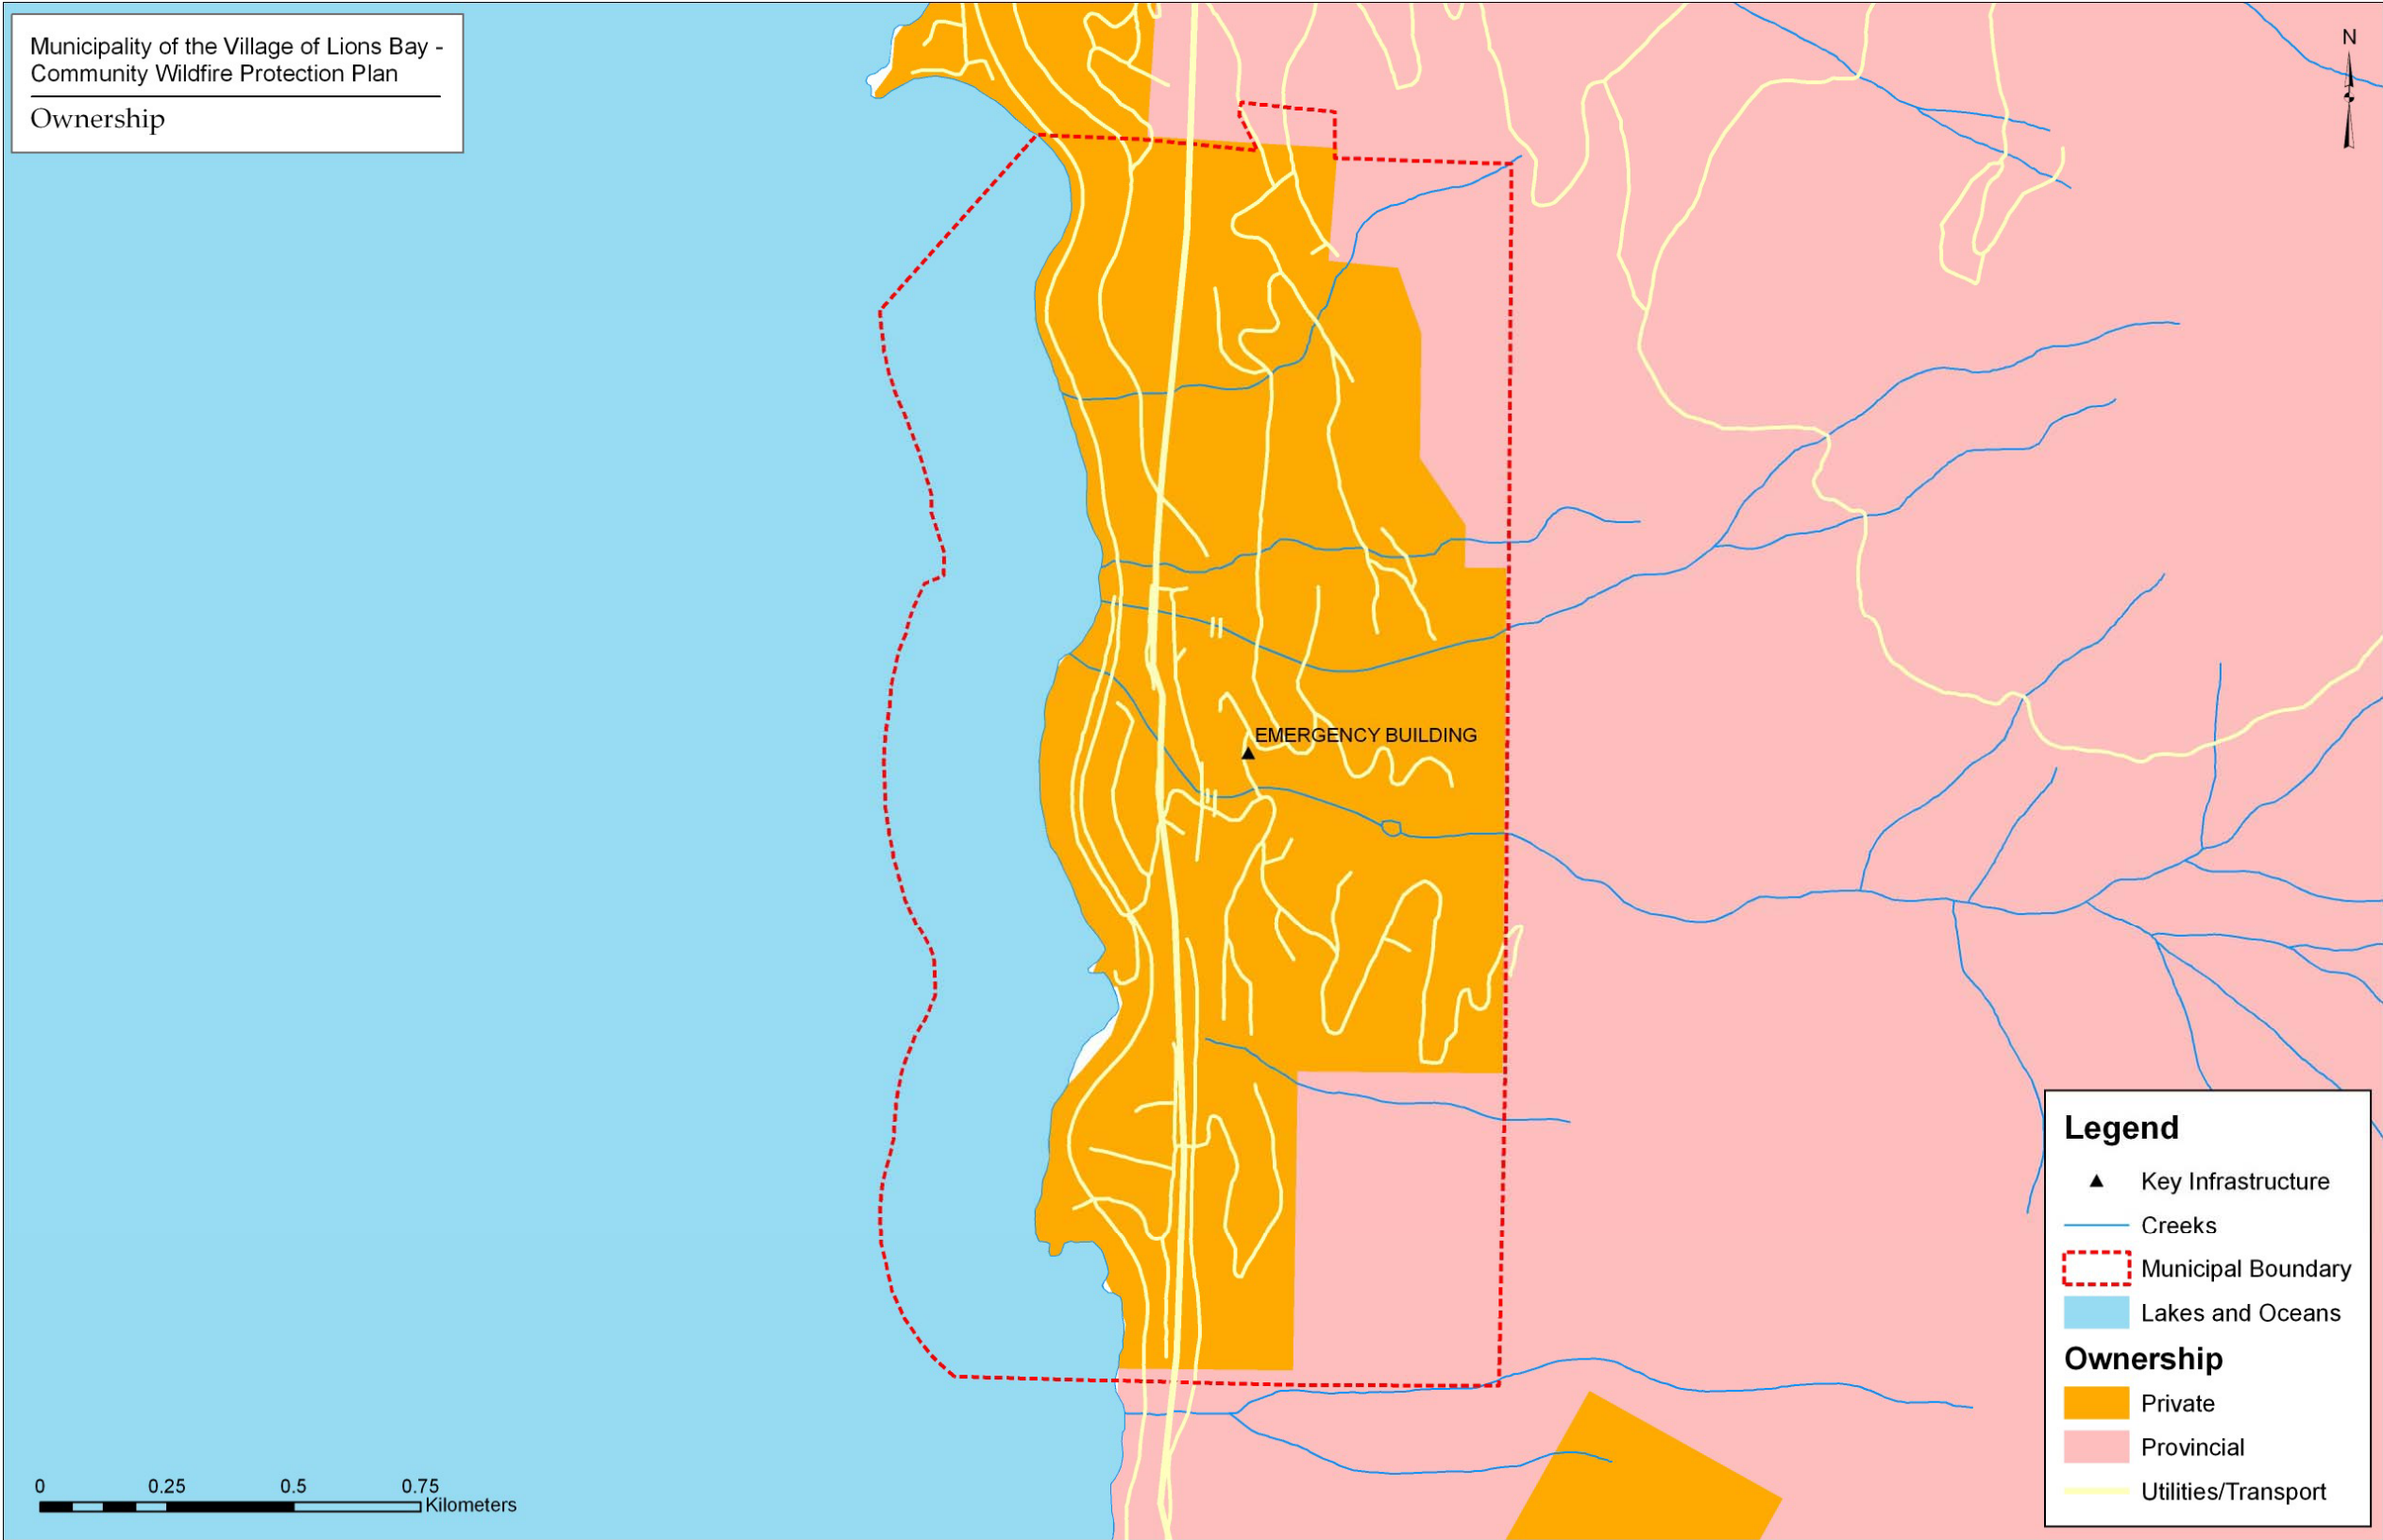 Municipality of the Village of Lions Bay -
Community Wildfire Protection Plan
Ownership
N
EMERGENCY BUILDING
Legend
Key Infrastructure
Creeks
Municipal Boundary
Lakes and Oceans
Ownership
Private
Provincial
Utilities/Transport
0 0.25 0.5 0.75
Kilometers